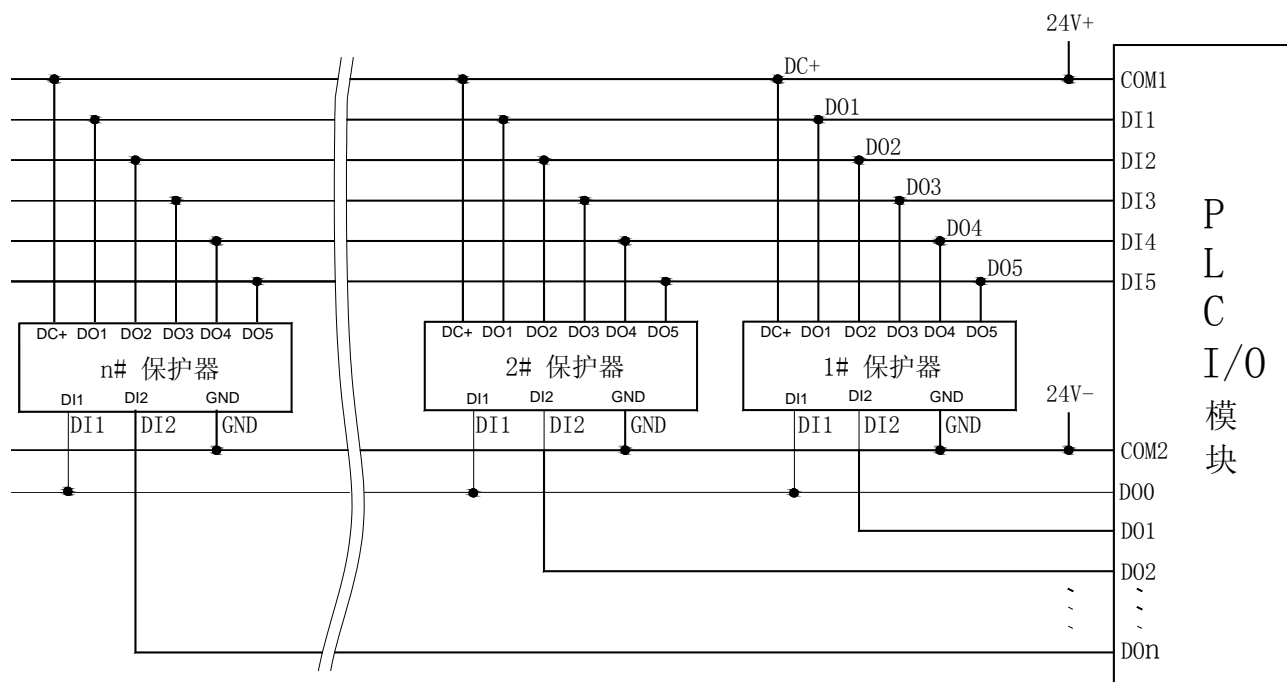 24V+
DC+
COM1
DO1
DI1
DO2
DI2
DO3
DI3
DO4
DI4
DO5
DI5
DC+ DO1 DO2 DO3 DO4 DO5
DC+ DO1 DO2 DO3 DO4 DO5
DC+ DO1 DO2 DO3 DO4 DO5
n# 保护器
2# 保护器
1# 保护器
DI1 DI2 GND
DI1 DI2 GND
DI1 DI2 GND
DI1 DI2 GND
DI1 DI2 GND
DI1 DI2 GND
24V-
COM2
DO0
DO1
DO2
DOn
P
L
C
I/O
模
块